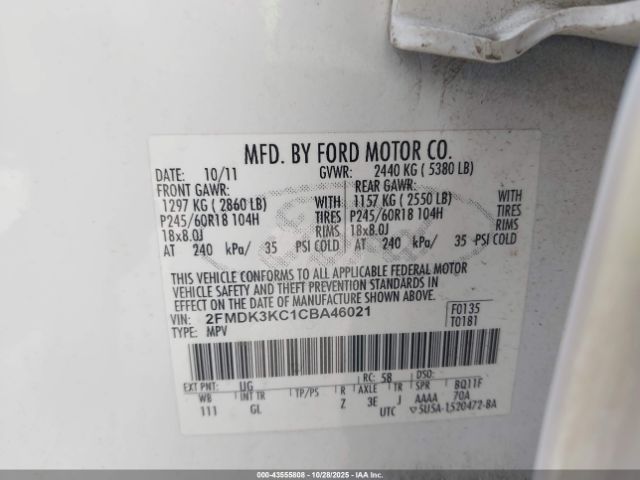 MFD. BY FORD MOTOR CO.
DATE: 10/11 GVWR: 2440 KG ( 5380 LB)
FRONT GAWR: REAR GAWR:
1297 KG ( 2860 LB) WITH 1157 KG ( 2550 LB) WITH
P245/60R18 104H TIRES P245/60R18 104H TIRES
18x8.0J RIMS 18x8.0J RIMS
AT 240 kPa/ 35 PSI COLD AT 240 kPa/ 35 PSI COLD
THIS VEHICLE CONFORMS TO ALL APPLICABLE FEDERAL MOTOR
VEHICLE SAFETY AND THEFT PREVENTION STANDARDS IN
EFFECT ON THE DATE OF MANUFACTURE SHOWN ABOVE.
VIN: 2FMDK3KC1CBA46021 F0135
TYPE: MPV T0181
EXT PNT: UG RC: 58 DSO:
WB INT TR TP/PS R AXLE TR SPR BQ11F
111 GL Z 3E J AAAA 70A
UTC ▽5USA-1520472-BA
000-43555808 - 10/28/2025 - IAAI.com